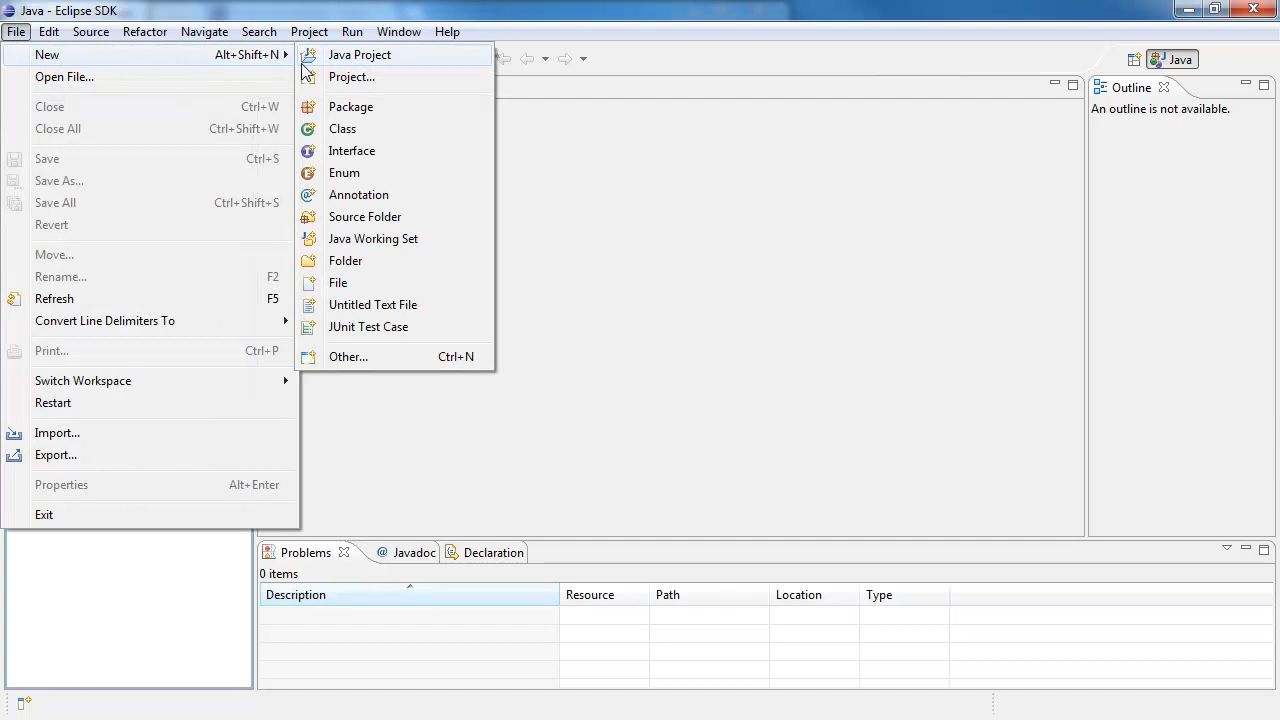 Java - Eclipse SDK
File Edit Source Refactor Navigate Search Project Run Window Help
New Alt+Shift+N
Open File...
Close Ctrl+W
Close All Ctrl+Shift+W
Save Ctrl+S
Save As...
Save All Ctrl+Shift+S
Revert
Move...
Rename... F2
Refresh F5
Convert Line Delimiters To
Print... Ctrl+P
Switch Workspace
Restart
Import...
Export...
Properties Alt+Enter
Exit
Java Project
Project...
Package
Class
Interface
Enum
Annotation
Source Folder
Java Working Set
Folder
File
Untitled Text File
JUnit Test Case
Other... Ctrl+N
Java
Outline
An outline is not available.
Problems @ Javadoc Declaration
0 items
Description Resource Path Location Type